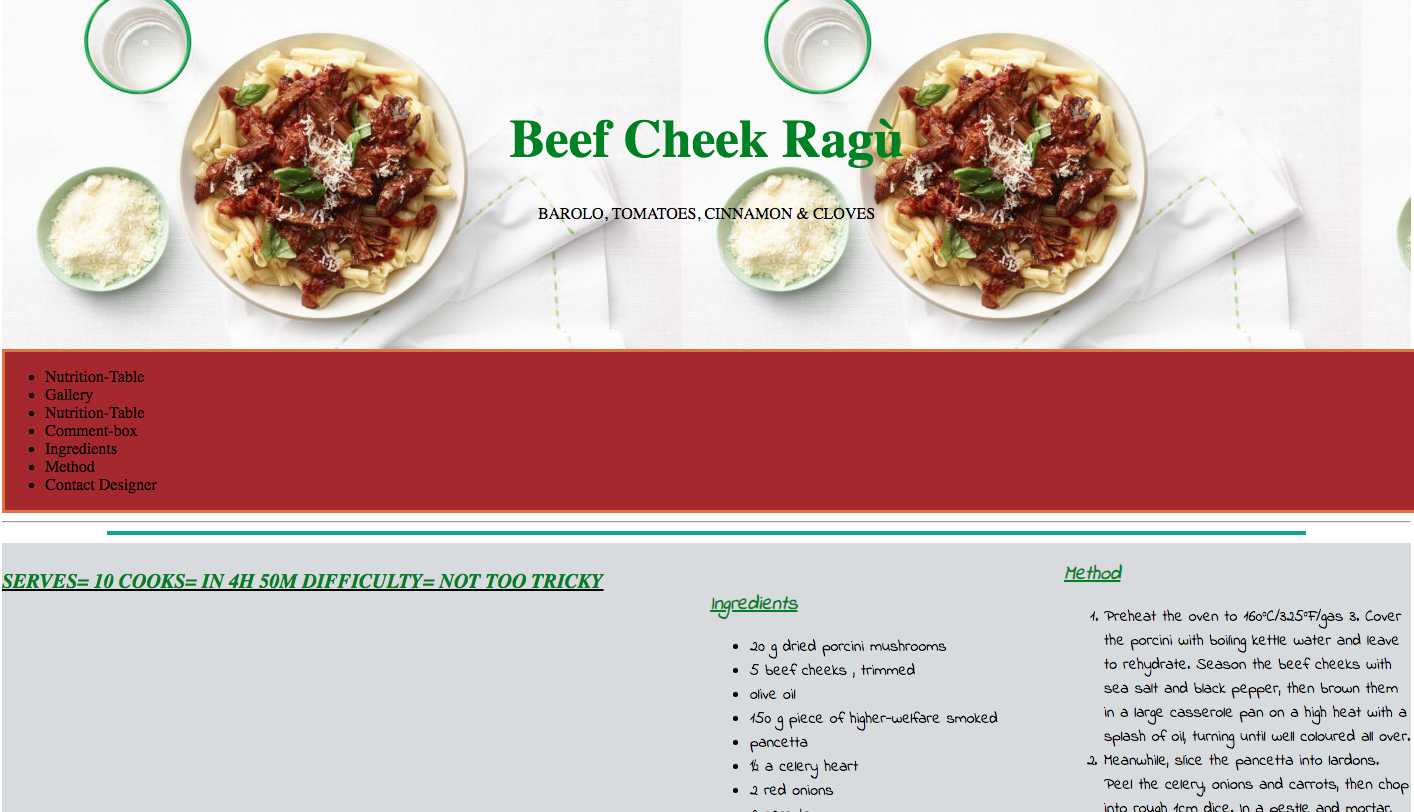 Beef Cheek Ragù
BAROLO, TOMATOES, CINNAMON & CLOVES
Nutrition-Table
Gallery
Nutrition-Table
Comment-box
Ingredients
Method
Contact Designer
SERVES= 10 COOKS= IN 4H 50M DIFFICULTY= NOT TOO TRICKY
Ingredients
20 g dried porcini mushrooms
5 beef cheeks , trimmed
olive oil
150 g piece of higher-welfare smoked
pancetta
½ a celery heart
2 red onions
Method
1. Preheat the oven to 160ºC/325ºF/gas 3. Cover
the porcini with boiling kettle water and leave
to rehydrate. Season the beef cheeks with
sea salt and black pepper, then brown them
in a large casserole pan on a high heat with a
splash of oil, turning until well coloured all over.
2. Meanwhile, slice the pancetta into lardons.
Peel the celery, onions and carrots, then chop
into rough 1cm dice. In a pestle and mortar,